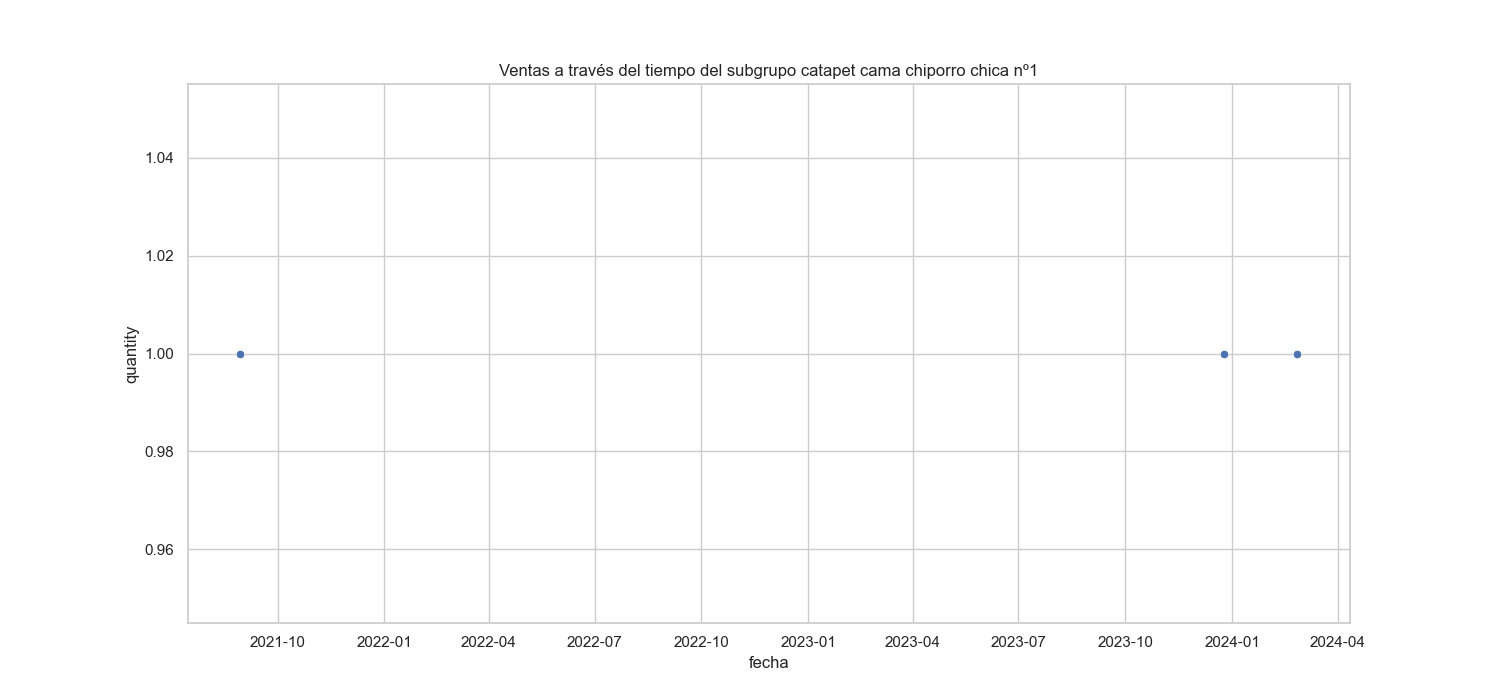 Ventas a través del tiempo del subgrupo catapet cama chiporro chica nº1
1.04
1.02
1.00
0.98
0.96
quantity
2021-10 2022-01 2022-04 2022-07 2022-10 2023-01 2023-04 2023-07 2023-10 2024-01 2024-04
fecha